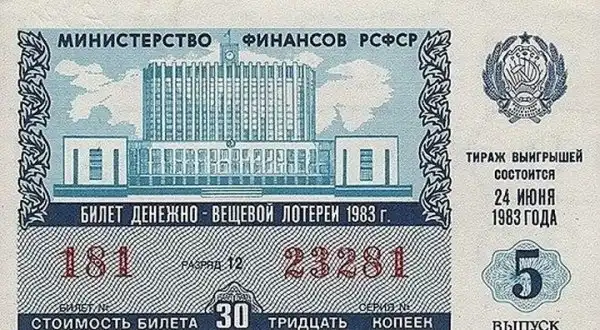 МИНИСТЕРСТВО ФИНАНСОВ РСФСР
ТИРАЖ ВЫИГРЫШЕЙ
СОСТОИТСЯ
24 ИЮНЯ
1983 ГОДА
БИЛЕТ ДЕНЕЖНО-ВЕЩЕВОЙ ЛОТЕРЕИ 1983 г.
181 РАЗРЯД 12 23281
5
БИЛЕТ № СЕРИЯ №
ВЫПУСК
СТОИМОСТЬ БИЛЕТА 30 ТРИДЦАТЬ КОПЕЕК